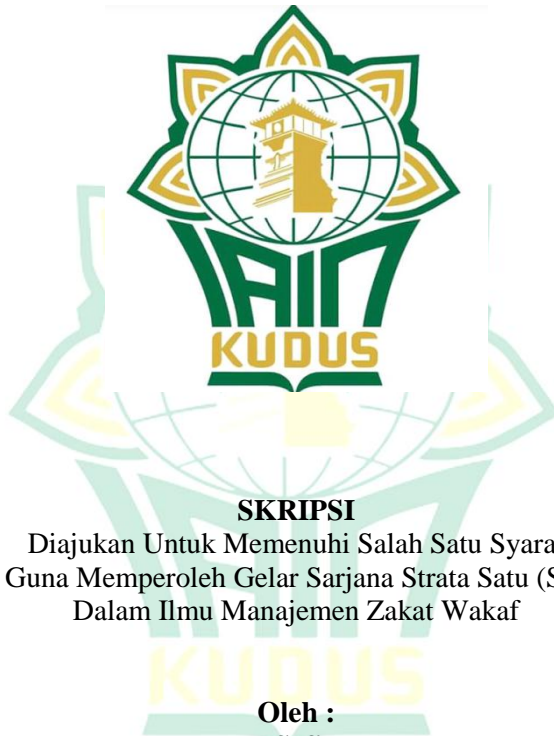 IAIN
KUDUS
SKRIPSI
Diajukan Untuk Memenuhi Salah Satu
Guna Memperoleh Gelar Sarjana Strata Satu
Dalam Ilmu Manajemen Zakat Wakaf
KUDUS
Oleh :